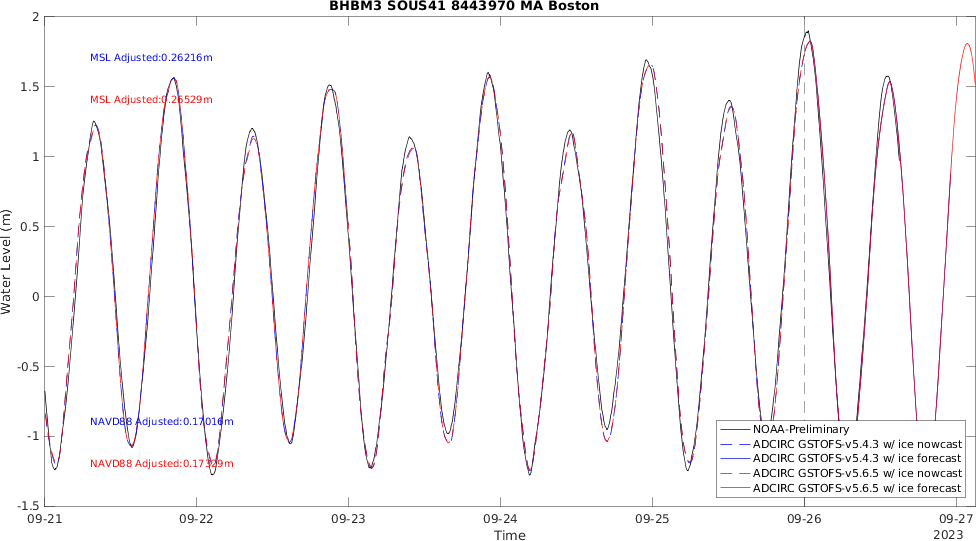 BHBM3 SOUS41 8443970 MA Boston
2
MSL Adjusted:0.26216m
1.5
MSL Adjusted:0.26529m
1
0.5
Water Level (m)
0
-0.5
NAVD88 Adjusted:0.17016m
-1
NAVD88 Adjusted:0.17329m
NOAA-Preliminary
ADCIRC GSTOFS-v5.4.3 w/ ice nowcast
ADCIRC GSTOFS-v5.4.3 w/ ice forecast
ADCIRC GSTOFS-v5.6.5 w/ ice nowcast
ADCIRC GSTOFS-v5.6.5 w/ ice forecast
-1.5
09-21 09-22 09-23 09-24 09-25 09-26 09-27
Time
2023